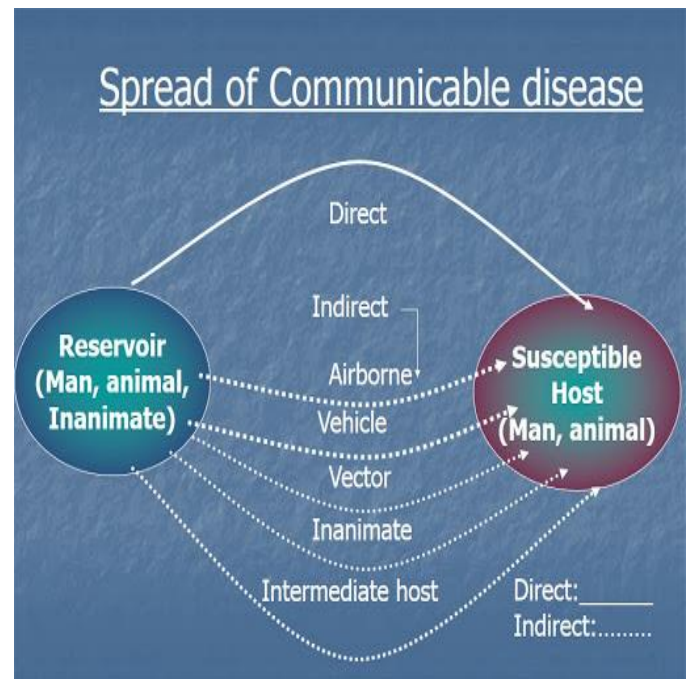 Spread of Communicable disease
Direct
Indirect
Reservoir
(Man, animal,
Inanimate)
Airborne
Vehicle
Vector
Inanimate
Intermediate host
Susceptible
Host
(Man, animal)
Direct:______
Indirect:.........